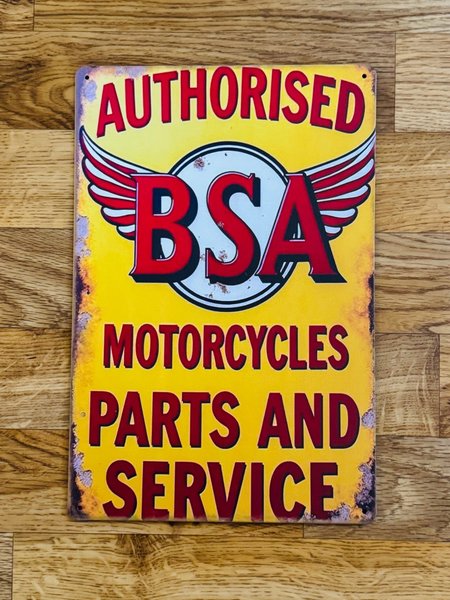 AUTHORISED
BSA
MOTORCYCLES
PARTS AND
SERVICE